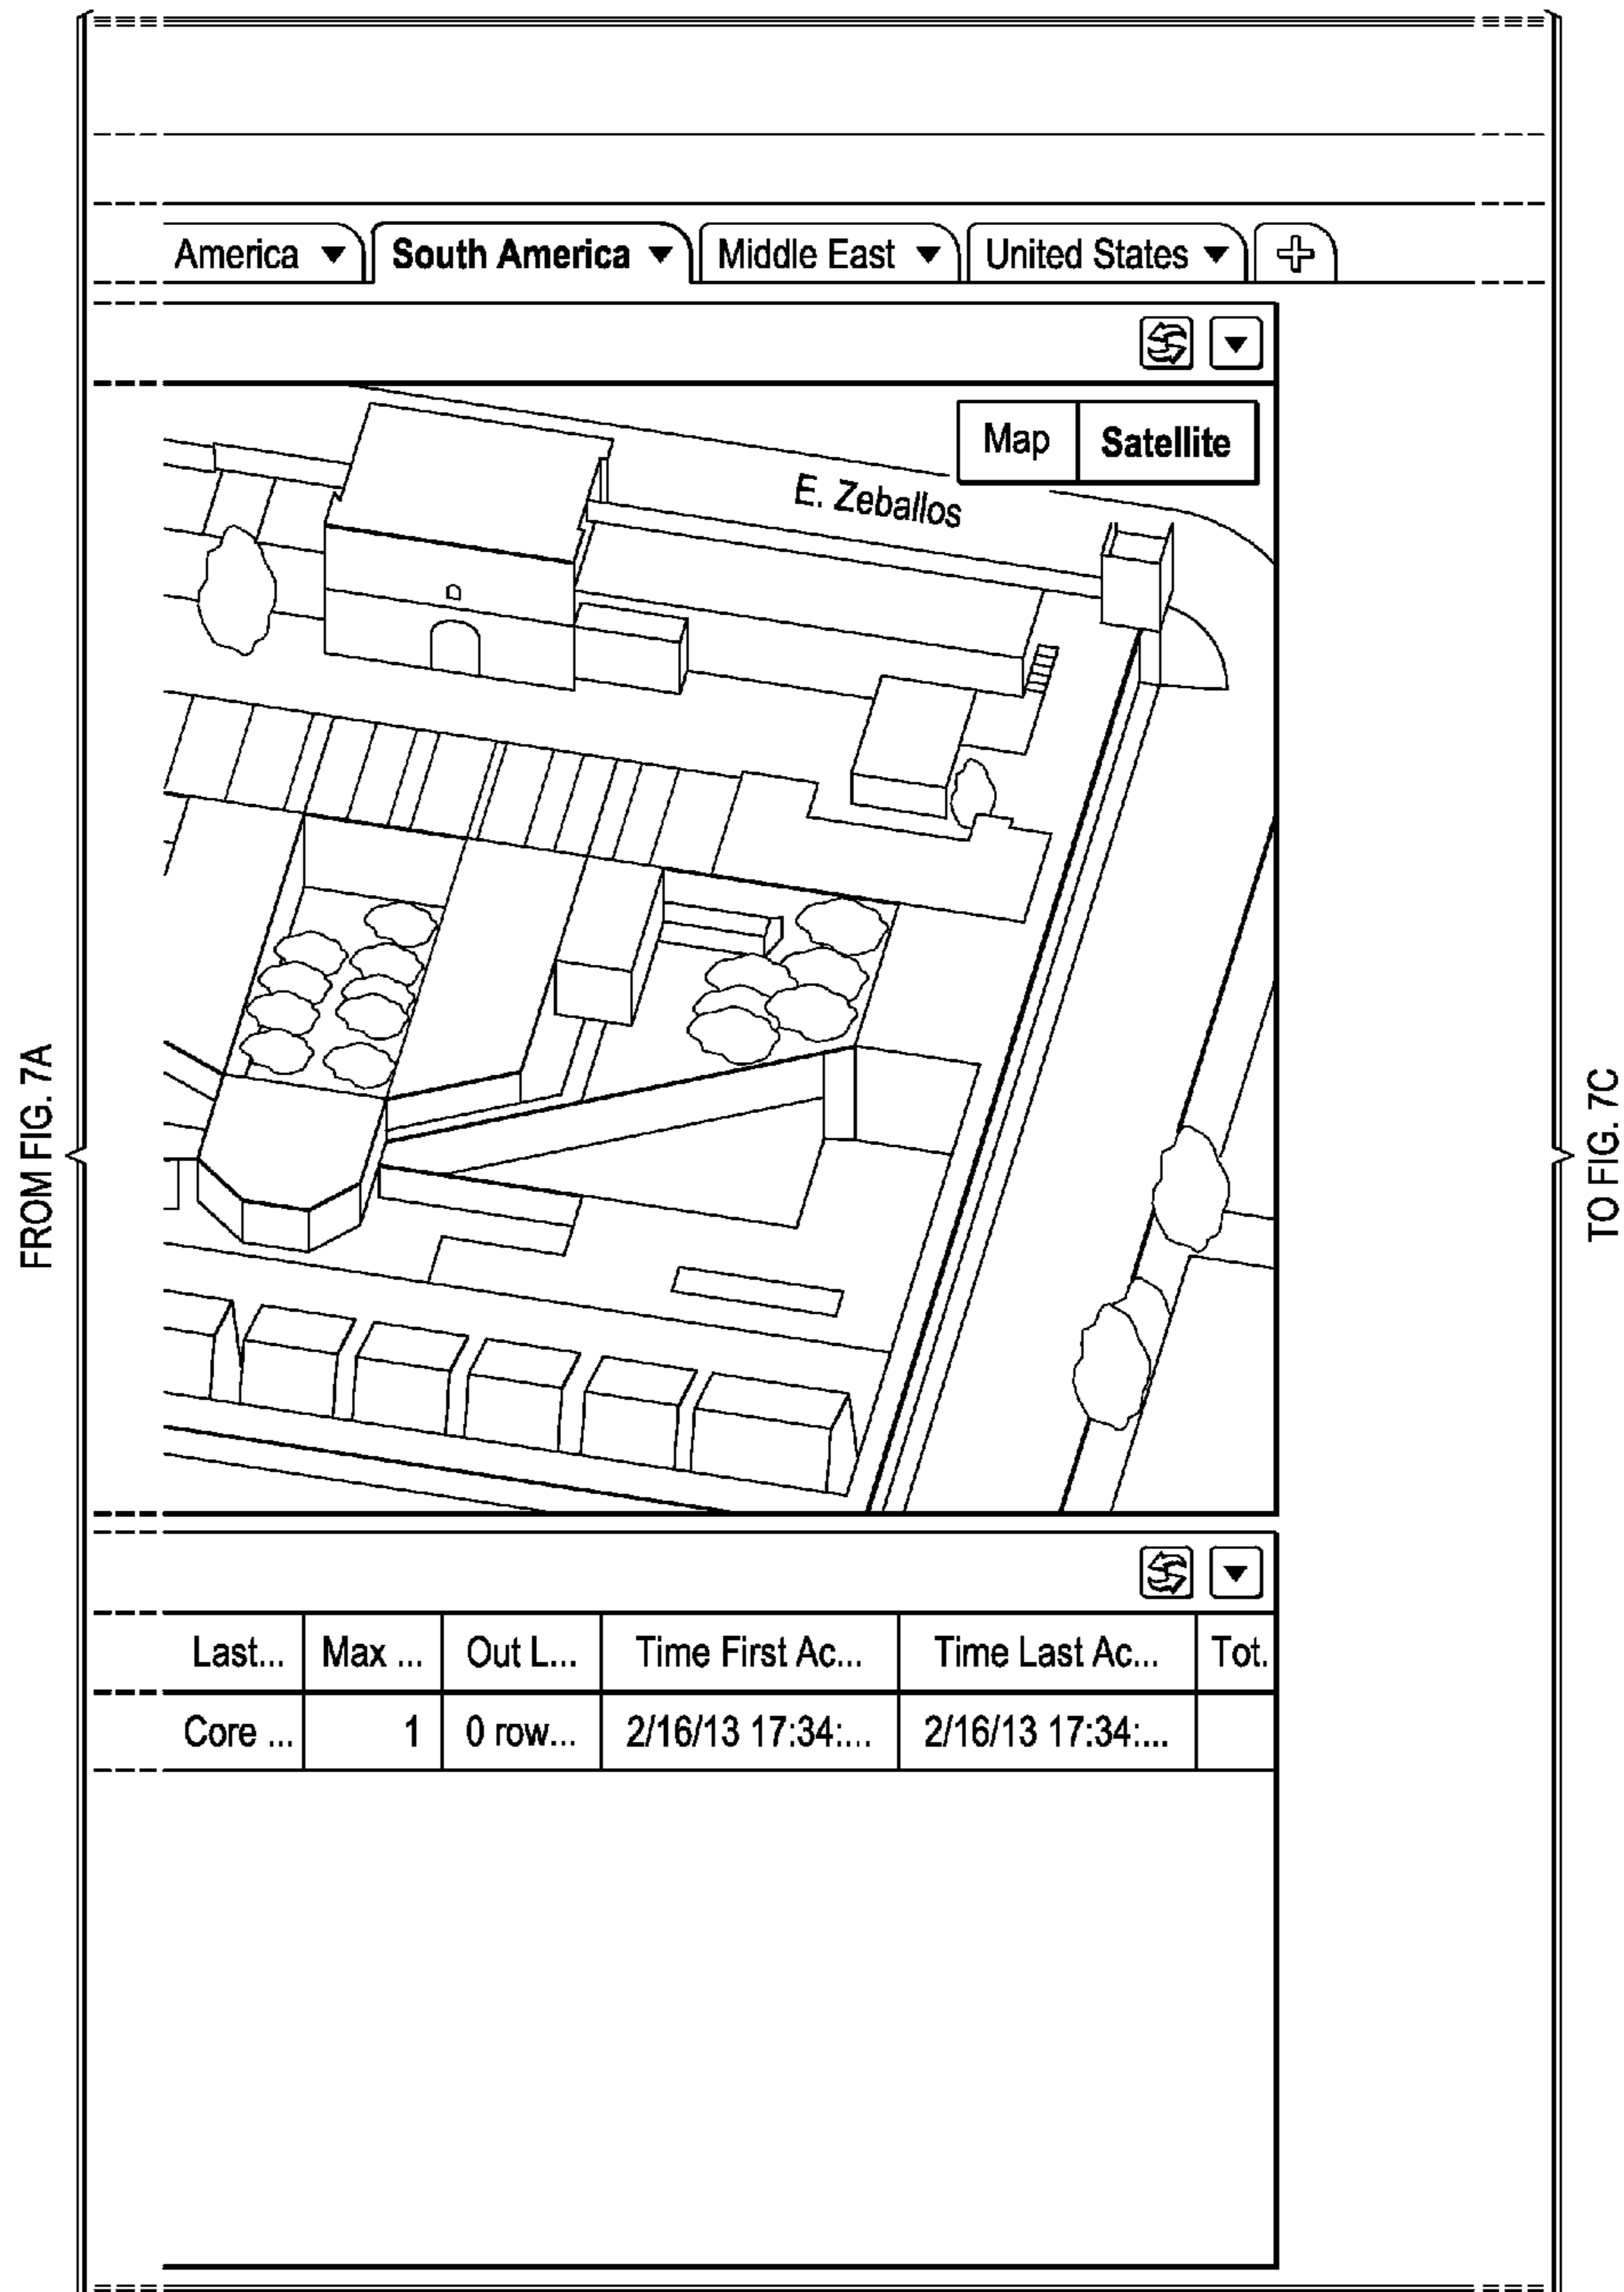 America South America Middle East United States
Map Satellite
E. Zeballos
FROM FIG. 7A
TO FIG. 7C
Last... Max ... Out L... Time First Ac... Time Last Ac... Tot.
Core ... 1 0 row... 2/16/13 17:34:... 2/16/13 17:34:...